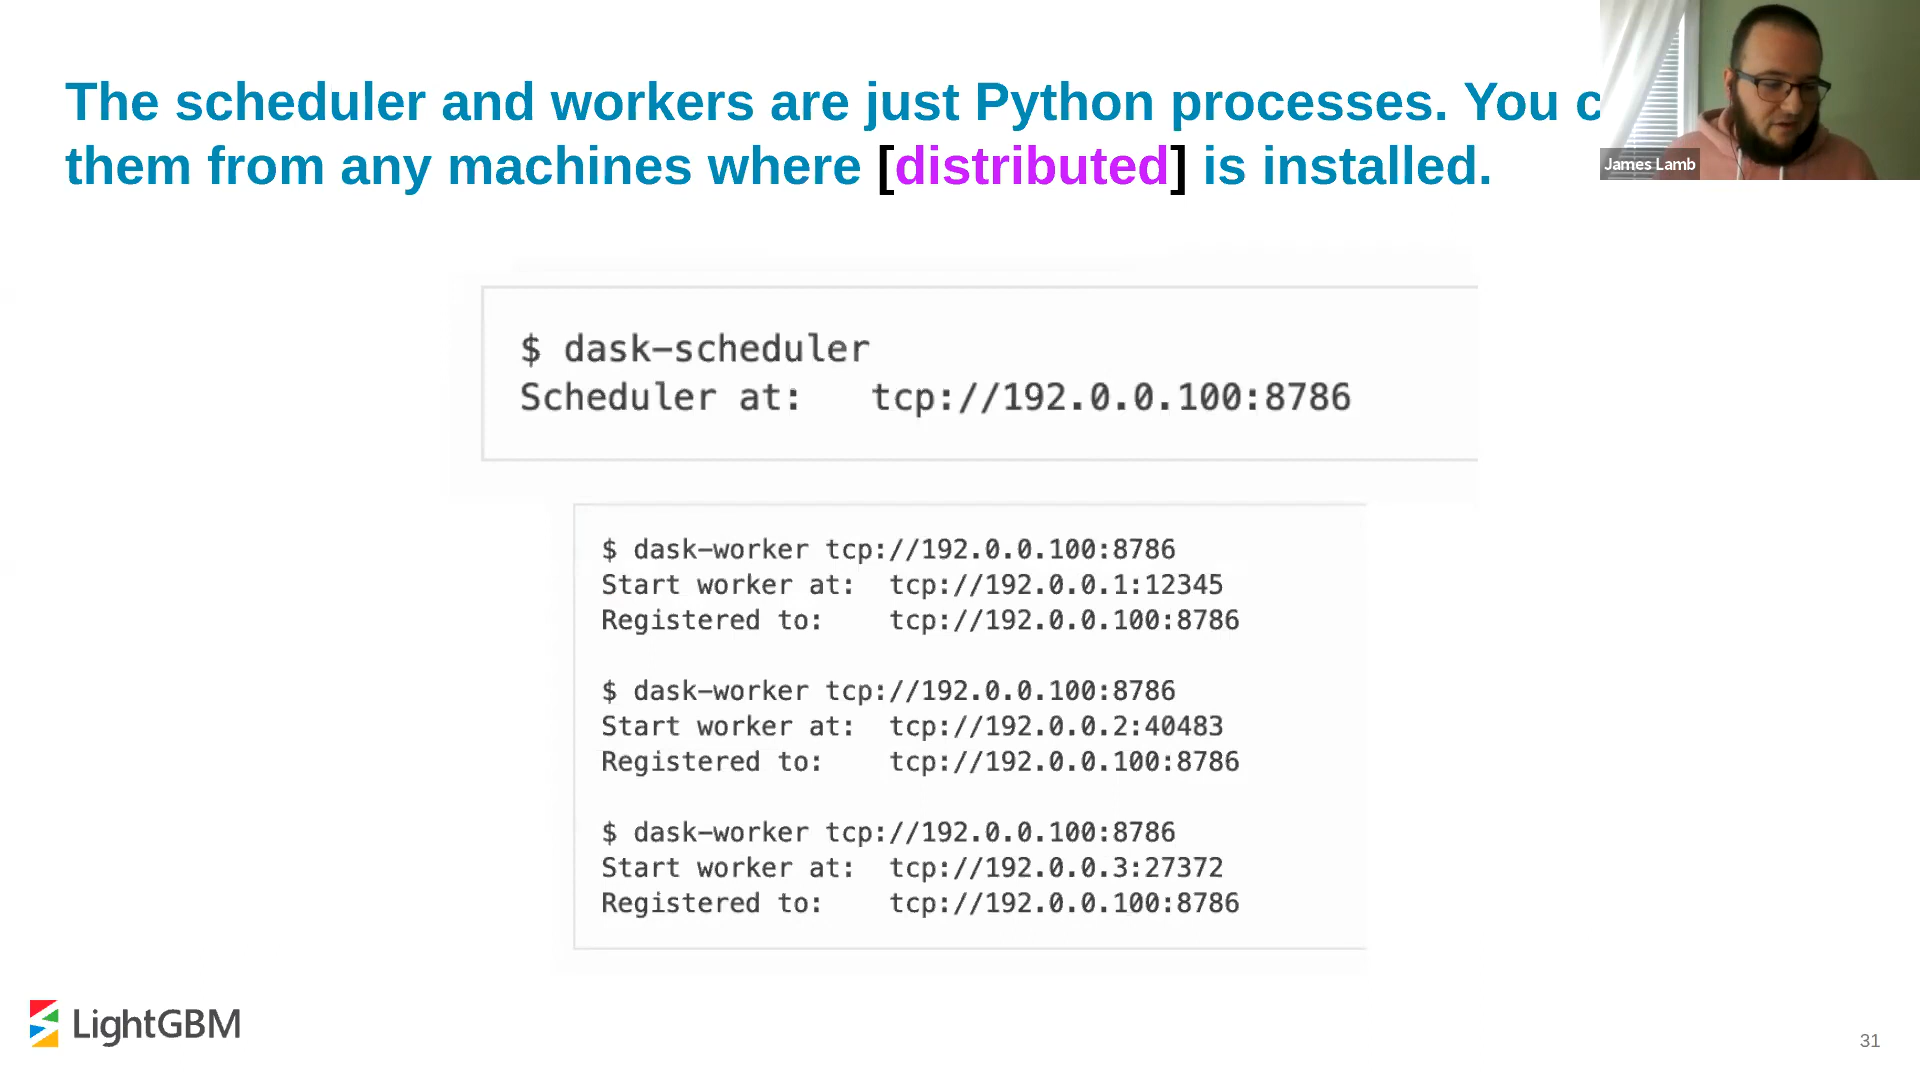 The scheduler and workers are just Python processes. You
them from any machines where [distributed] is installed.
James Lamb
$ dask-scheduler
Scheduler at: tcp://192.0.0.100:8786
$ dask-worker tcp://192.0.0.100:8786
Start worker at: tcp://192.0.0.1:12345
Registered to: tcp://192.0.0.100:8786
$ dask-worker tcp://192.0.0.100:8786
Start worker at: tcp://192.0.0.2:40483
Registered to: tcp://192.0.0.100:8786
$ dask-worker tcp://192.0.0.100:8786
Start worker at: tcp://192.0.0.3:27372
Registered to: tcp://192.0.0.100:8786
LightGBM
31